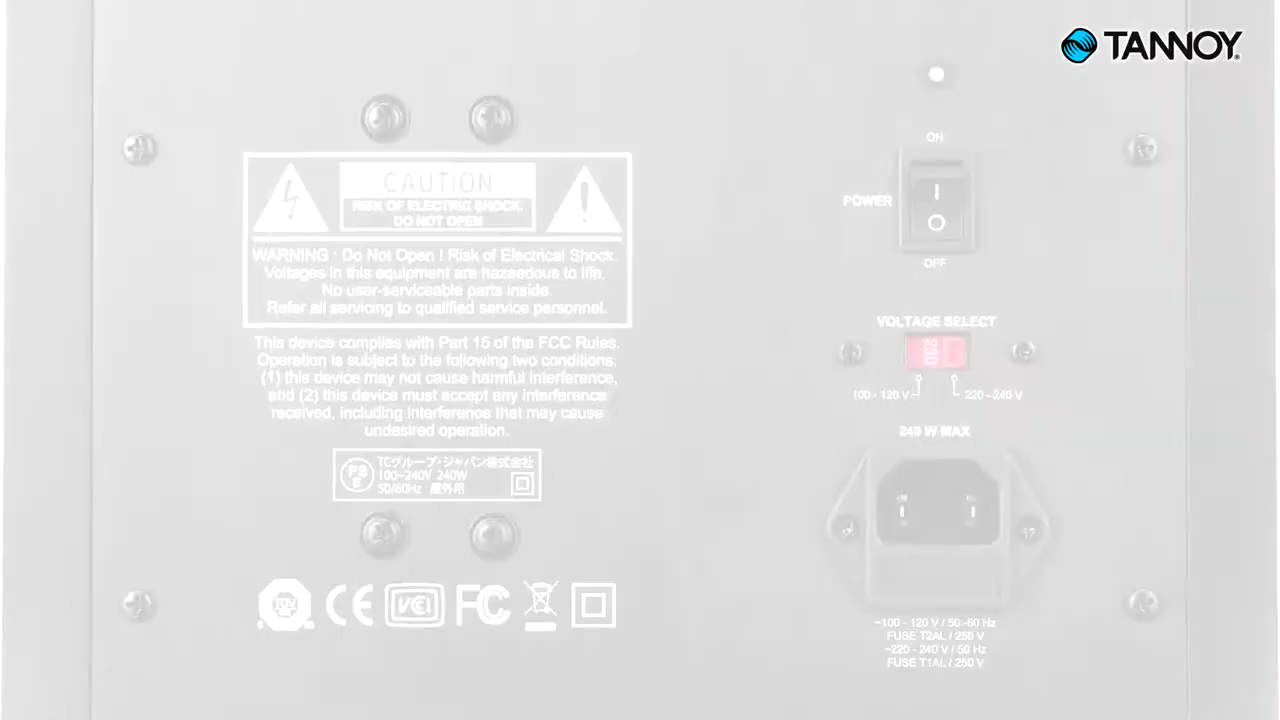 TANNOY
ON
POWER
OFF
CAUTION
RISK OF ELECTRIC SHOCK.
DO NOT OPEN
WARNING : Do Not Open ! Risk of Electrical Shock.
Voltages in this equipment are hazaedous to life.
No user-serviceable parts inside.
Refer all servicing to qualified service personnel.
This device complies with Part 15 of the FCC Rules.
Operation is subject to the following two conditions:
(1) this device may not cause harmful interference,
and (2) this device must accept any interference
received, including interference that may cause
undesired operation.
PS
E
TCグループ・ジャパン株式会社
100~240V 240W
50/60Hz 屋外用
TÜV
CE
VCI
FC
VOLTAGE SELECT
230
100 - 120 V
220 - 240 V
240 W MAX
~100 - 120 V / 50 -60 Hz
FUSE T2AL / 250 V
~220 - 240 V / 50 Hz
FUSE T1AL / 250 V